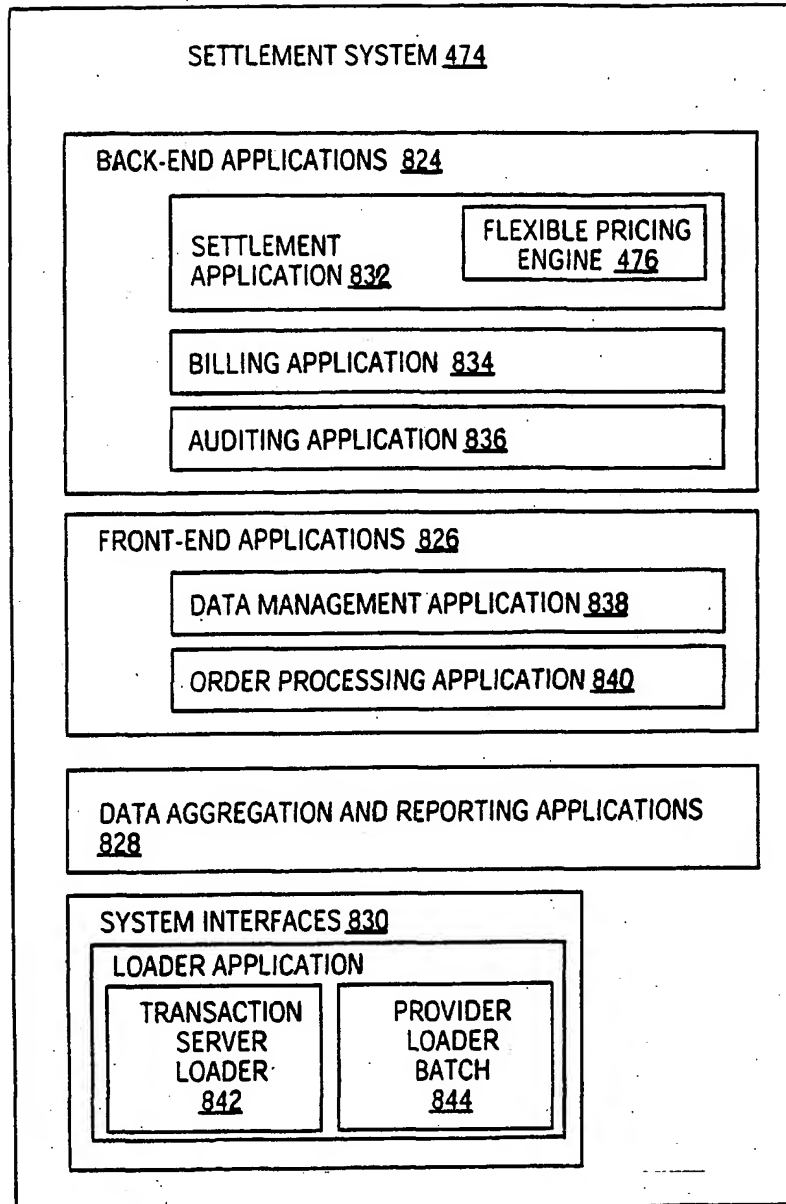 SETTLEMENT SYSTEM 474
BACK-END APPLICATIONS 824
SETTLEMENT
APPLICATION 832
FLEXIBLE PRICING
ENGINE 476
BILLING APPLICATION 834
AUDITING APPLICATION 836
FRONT-END APPLICATIONS 826
DATA MANAGEMENT APPLICATION 838
ORDER PROCESSING APPLICATION 840
DATA AGGREGATION AND REPORTING APPLICATIONS
828
SYSTEM INTERFACES 830
LOADER APPLICATION
TRANSACTION
SERVER
LOADER
842
PROVIDER
LOADER
BATCH
844